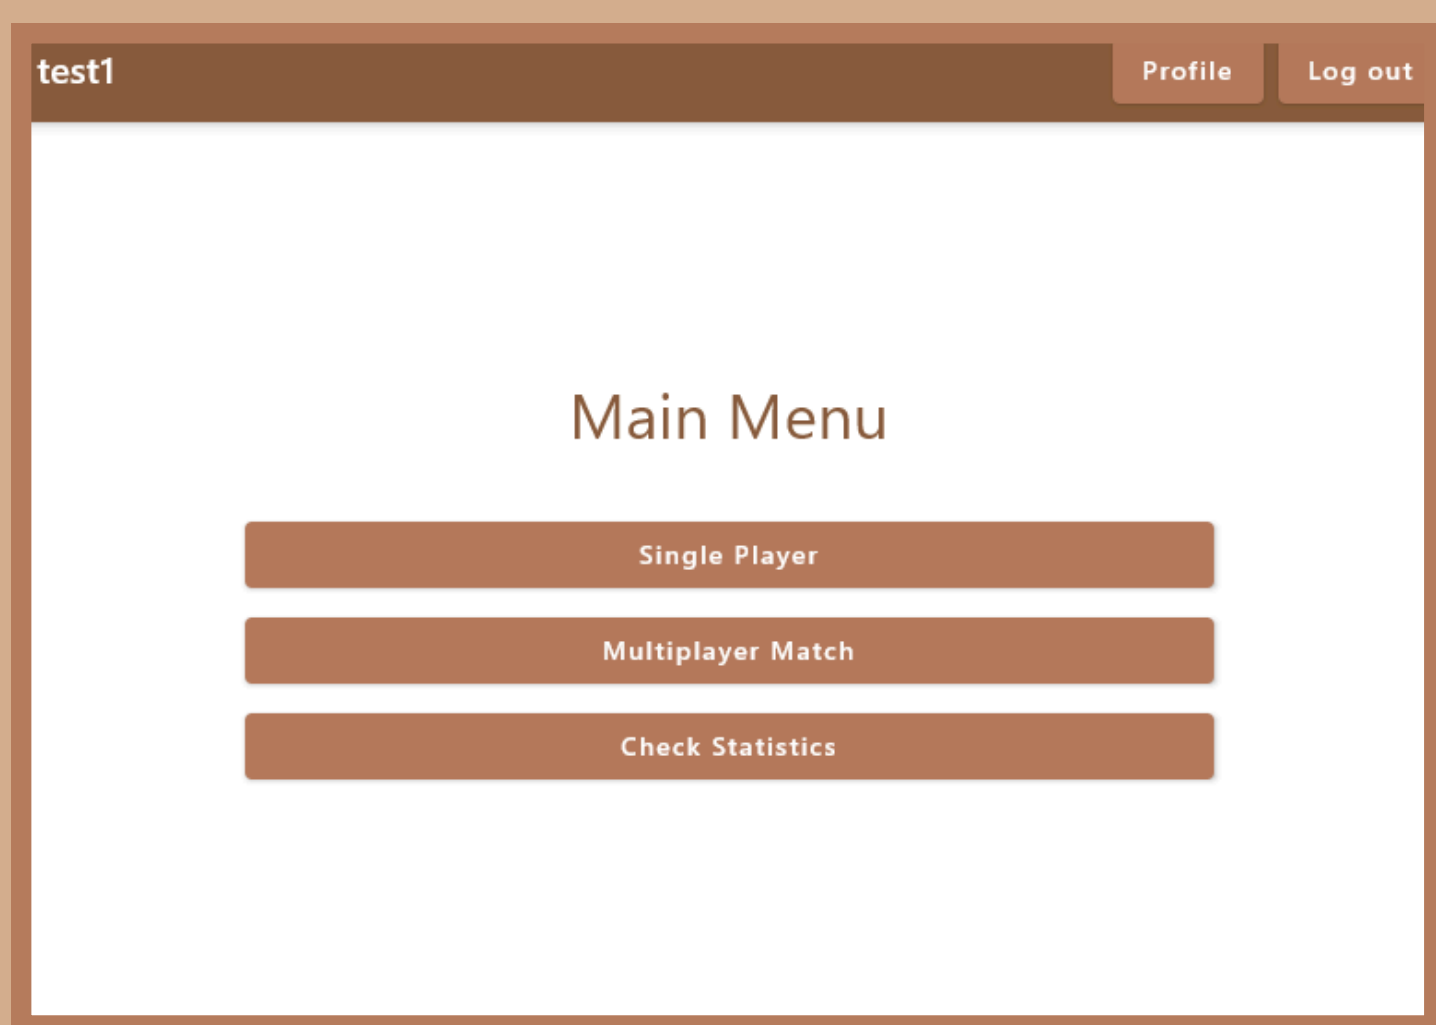 test1
Profile
Log out
Main Menu
Single Player
Multiplayer Match
Check Statistics